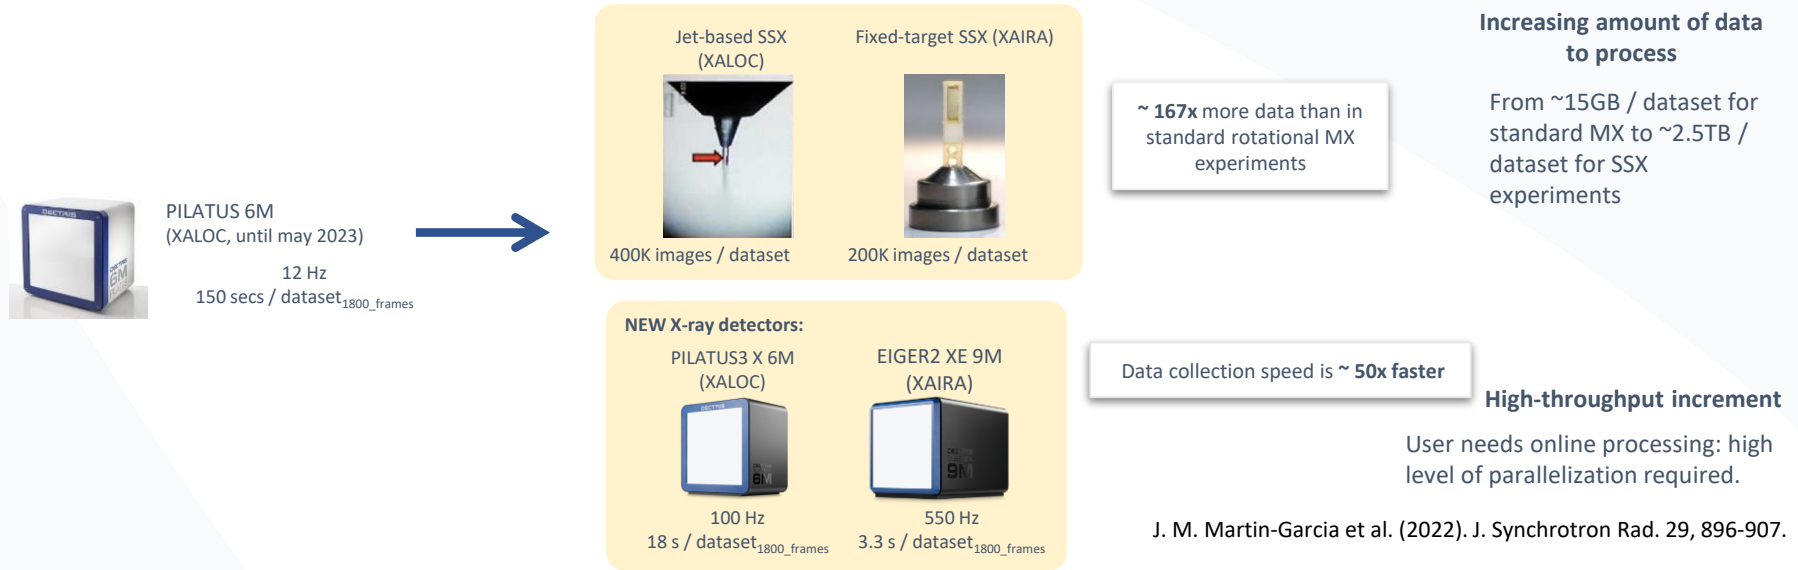 PILATUS 6M
(XALOC, until may 2023)
12 Hz
150 secs / dataset1800_frames
DECTRIS
6M
Jet-based SSX
(XALOC)
400K images / dataset
Fixed-target SSX (XAIRA)
200K images / dataset
~ 167x more data than in
standard rotational MX
experiments
Increasing amount of data
to process
From ~15GB / dataset for
standard MX to ~2.5TB /
dataset for SSX
experiments
NEW X-ray detectors:
PILATUS3 X 6M
(XALOC)
DECTRIS
6M
100 Hz
18 s / dataset1800_frames
EIGER2 XE 9M
(XAIRA)
9M
550 Hz
3.3 s / dataset1800_frames
Data collection speed is ~ 50x faster
High-throughput increment
User needs online processing: high
level of parallelization required.
J. M. Martin-Garcia et al. (2022). J. Synchrotron Rad. 29, 896-907.